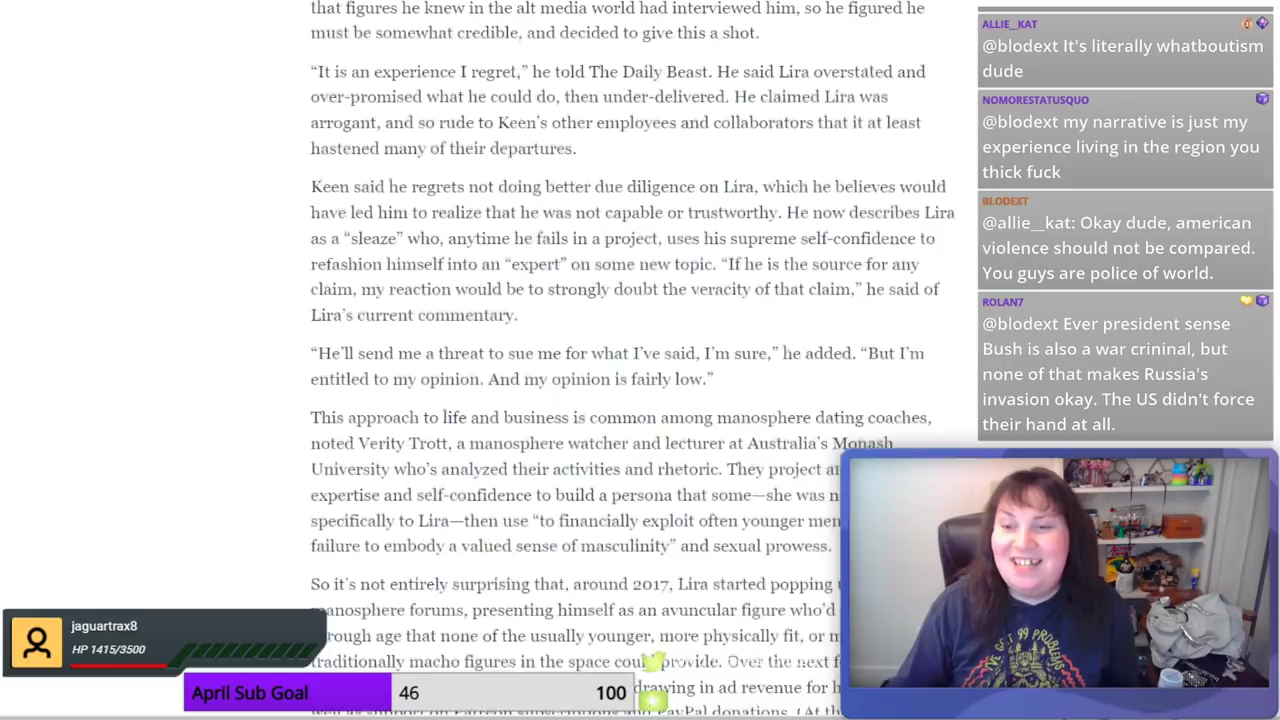 that figures he knew in the alt media world had interviewed him, so he figured he
must be somewhat credible, and decided to give this a shot.
“It is an experience I regret,” he told The Daily Beast. He said Lira overstated and
over-promised what he could do, then under-delivered. He claimed Lira was
arrogant, and so rude to Keen’s other employees and collaborators that it at least
hastened many of their departures.
Keen said he regrets not doing better due diligence on Lira, which he believes would
have led him to realize that he was not capable or trustworthy. He now describes Lira
as a “sleaze” who, anytime he fails in a project, uses his supreme self-confidence to
refashion himself into an “expert” on some new topic. “If he is the source for any
claim, my reaction would be to strongly doubt the veracity of that claim,” he said of
Lira’s current commentary.
“He’ll send me a threat to sue me for what I’ve said, I’m sure,” he added. “But I’m
entitled to my opinion. And my opinion is fairly low.”
This approach to life and business is common among manosphere dating coaches,
noted Verity Trott, a manosphere watcher and lecturer at Australia’s Monash
University who’s analyzed their activities and rhetoric. They project
expertise and self-confidence to build a persona that some—she was
specifically to Lira—then use “to financially exploit often younger men
failure to embody a valued sense of masculinity” and sexual prowess.
So it’s not entirely surprising that, around 2017, Lira started popping
manosphere forums, presenting himself as an avuncular figure who’d
through age that none of the usually younger, more physically fit, or
traditionally macho figures in the space could provide. Over the next
drawing in ad revenue for
well as support on Patreon subscriptions and PayPal donations. (At
ALLIE__KAT
@blodext It's literally whatboutism
dude
NOMORESTATUSQUO
@blodext my narrative is just my
experience living in the region you
thick fuck
BLODEXT
@allie__kat: Okay dude, american
violence should not be compared.
You guys are police of world.
ROLAN7
@blodext Ever president sense
Bush is also a war crininal, but
none of that makes Russia's
invasion okay. The US didn't force
their hand at all.
jaguartrax8
HP 1415/3500
April Sub Goal 46 100
99 PROBLEMS